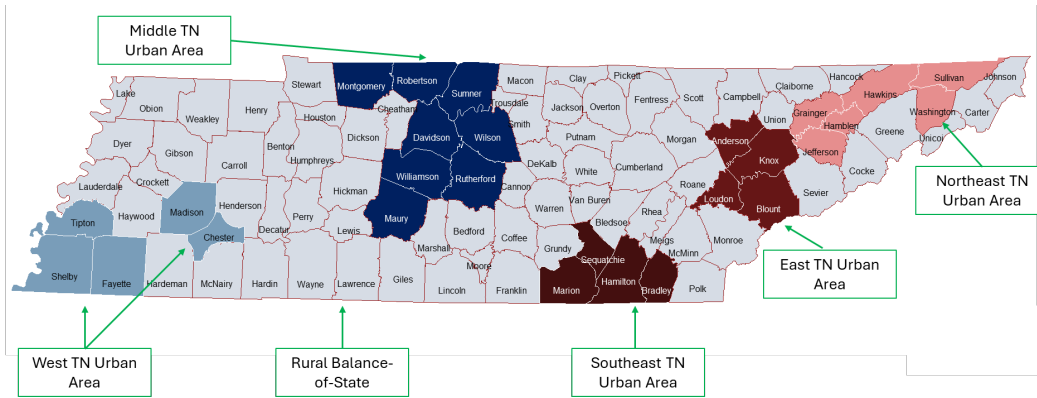 Middle TN
Urban Area
Stewart
Montgomery
Robertson
Sumner
Macon
Clay
Pickett
Hancock
Sullivan
Johnson
Lake
Obion
Weakley
Henry
Houston
Cheatham
Trousdale
Smith
Jackson
Overton
Fentress
Scott
Campbell
Claiborne
Union
Grainger
Hawkins
Hamblen
Greene
Washington
Carter
Unicoi
Dyer
Gibson
Carroll
Benton
Humphreys
Dickson
Davidson
Wilson
Putnam
DeKalb
White
Cumberland
Morgan
Anderson
Knox
Jefferson
Cocke
Lauderdale
Crockett
Madison
Henderson
Decatur
Perry
Hickman
Williamson
Rutherford
Cannon
Warren
Van Buren
Bledsoe
Rhea
Roane
Loudon
Blount
Sevier
Northeast TN
Urban Area
Tipton
Haywood
Chester
Lewis
Maury
Marshall
Bedford
Coffee
Grundy
Sequatchie
Meigs
McMinn
Monroe
East TN Urban
Area
Shelby
Fayette
Hardeman
McNairy
Hardin
Wayne
Lawrence
Giles
Lincoln
Moore
Franklin
Marion
Hamilton
Bradley
Polk
West TN Urban
Area
Rural Balance-
of-State
Southeast TN
Urban Area